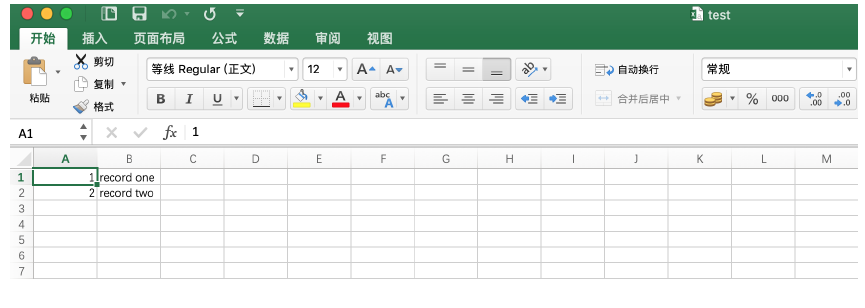 test
开始 插入 页面布局 公式 数据 审阅 视图
剪切
复制
格式
粘贴
等线 Regular (正文) 12 A A
B I U A abc A
自动换行
合并后居中
常规
% 000 .0 .00 .00 .0
A1 fx 1
A B C D E F G H I J K L M
1 1 record one
2 2 record two
3
4
5
6
7